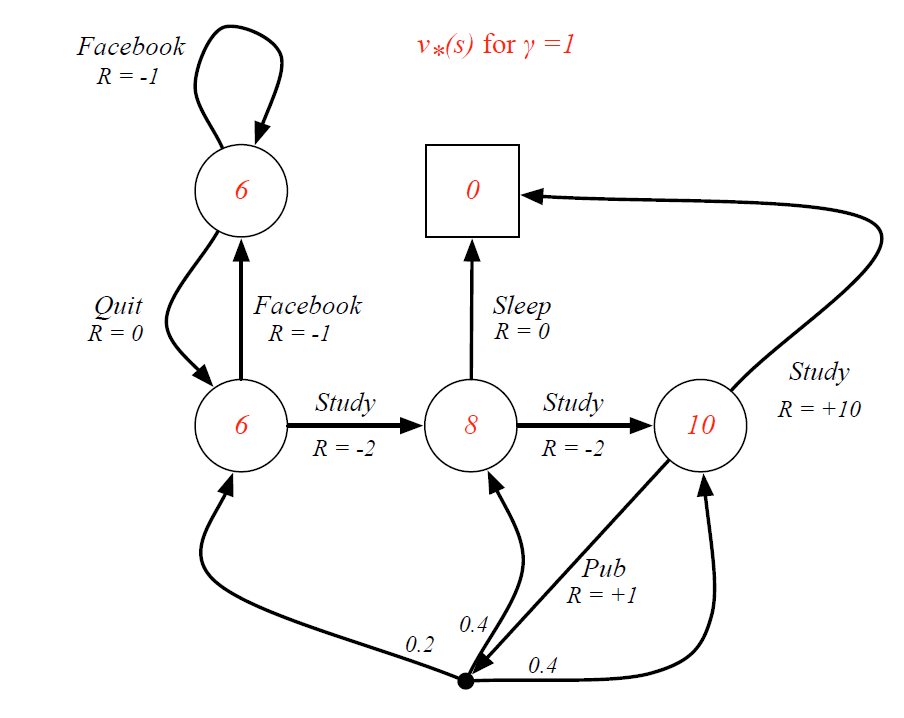 Facebook
R = -1
v*(s) for γ =1
6
0
Quit
R = 0
Facebook
R = -1
Sleep
R = 0
Study
R = +10
6
Study
R = -2
8
Study
R = -2
10
Pub
R = +1
0.2
0.4
0.4